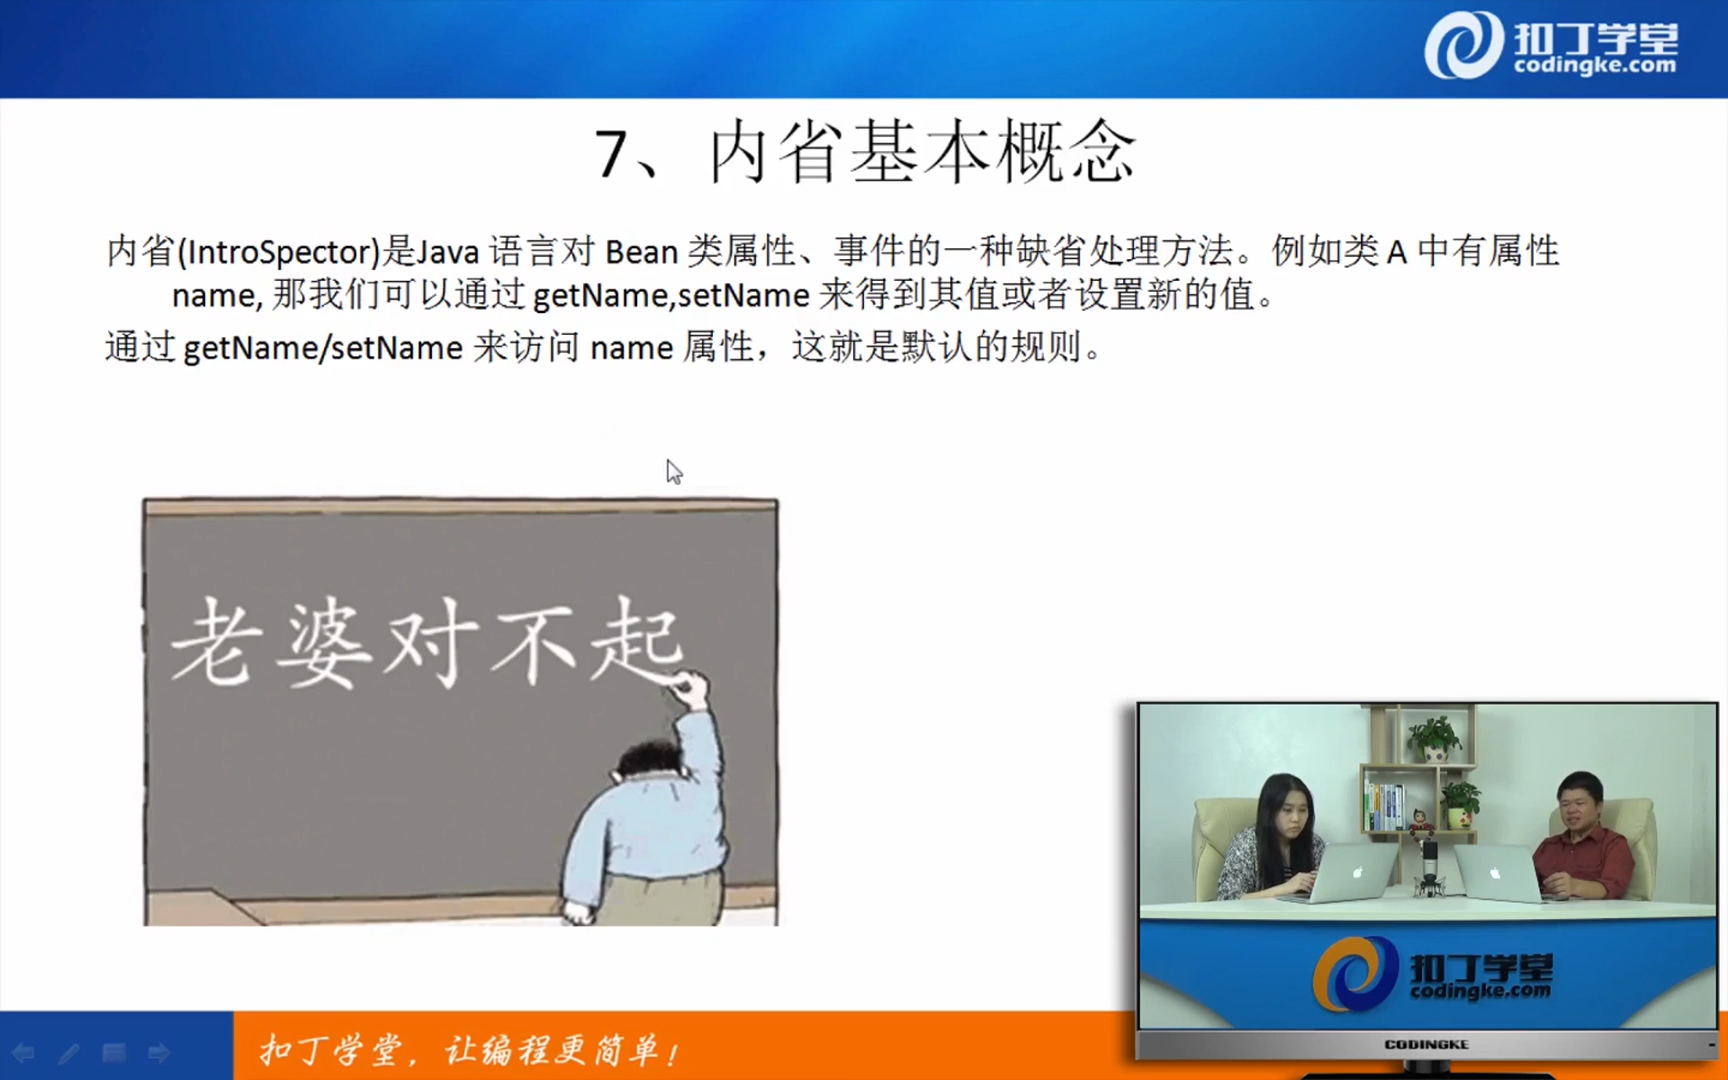 扣丁学堂
codingke.com
7、内省基本概念
内省(IntroSpector)是Java 语言对 Bean 类属性、事件的一种缺省处理方法。例如类 A 中有属性
name, 那我们可以通过 getName,setName 来得到其值或者设置新的值。
通过 getName/setName 来访问 name 属性，这就是默认的规则。
老婆对不起
扣丁学堂
codingke.com
CODINGKE
扣丁学堂，让编程更简单！